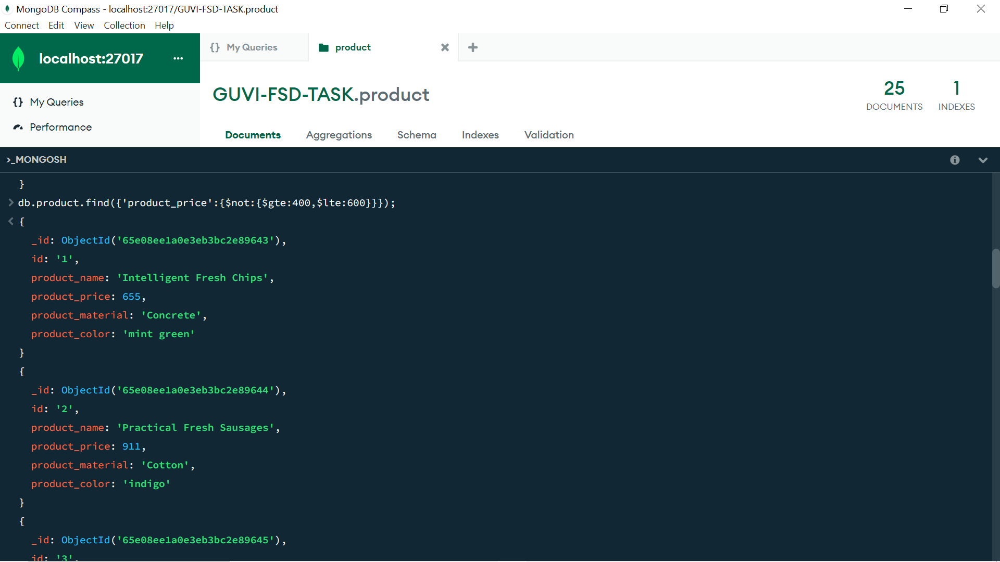 MongoDB Compass - localhost:27017/GUVI-FSD-TASK.product
Connect Edit View Collection Help
localhost:27017 ...
{} My Queries
product
My Queries
Performance
GUVI-FSD-TASK.product
25
DOCUMENTS
1
INDEXES
Documents Aggregations Schema Indexes Validation
>_MONGOSH
}
> db.product.find({'product_price':{$not:{$gte:400,$lte:600}}});
< {
_id: ObjectId('65e08ee1a0e3eb3bc2e89643'),
id: '1',
product_name: 'Intelligent Fresh Chips',
product_price: 655,
product_material: 'Concrete',
product_color: 'mint green'
}
{
_id: ObjectId('65e08ee1a0e3eb3bc2e89644'),
id: '2',
product_name: 'Practical Fresh Sausages',
product_price: 911,
product_material: 'Cotton',
product_color: 'indigo'
}
{
_id: ObjectId('65e08ee1a0e3eb3bc2e89645'),
id: '3',